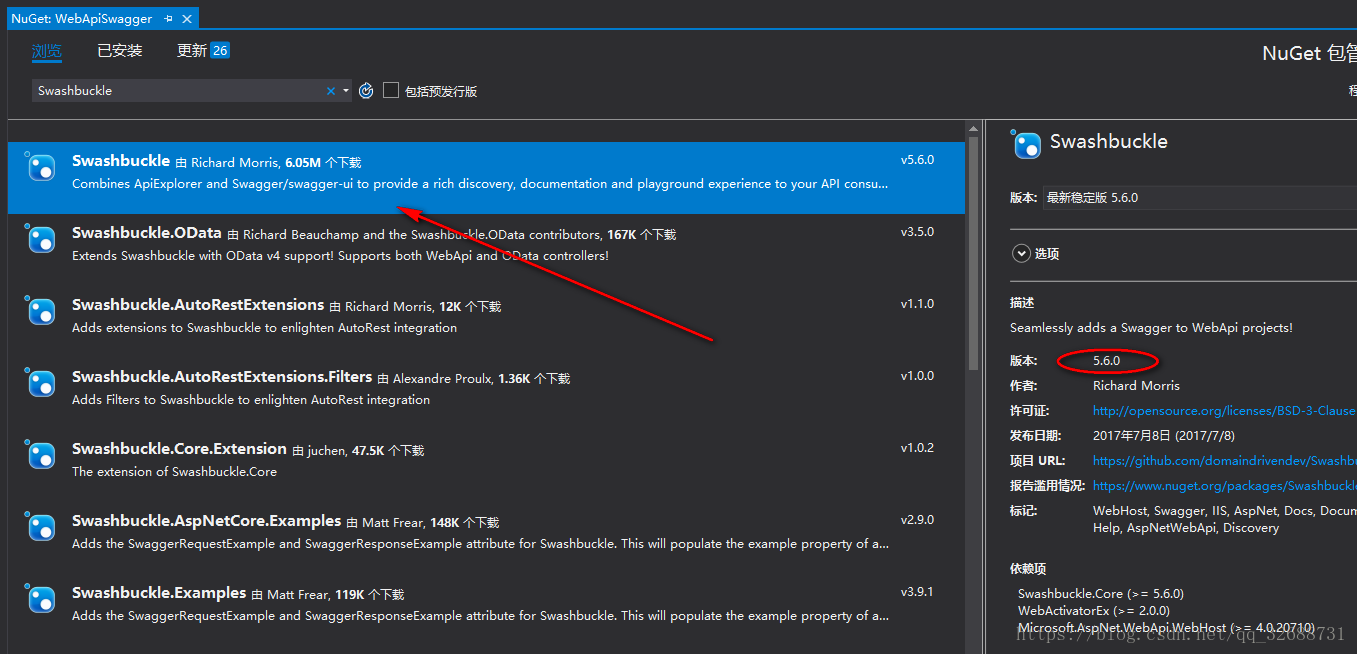 NuGet: WebApiSwagger
浏览 已安装 更新 26
NuGet 包管
Swashbuckle
包括预发行版
程
Swashbuckle 由 Richard Morris, 6.05M 个下载 v5.6.0
Combines ApiExplorer and Swagger/swagger-ui to provide a rich discovery, documentation and playground experience to your API consu...
Swashbuckle.OData 由 Richard Beauchamp and the Swashbuckle.OData contributors, 167K 个下载 v3.5.0
Extends Swashbuckle with OData v4 support! Supports both WebApi and OData controllers!
Swashbuckle.AutoRestExtensions 由 Richard Morris, 12K 个下载 v1.1.0
Adds extensions to Swashbuckle to enlighten AutoRest integration
Swashbuckle.AutoRestExtensions.Filters 由 Alexandre Proulx, 1.36K 个下载 v1.0.0
Adds Filters to Swashbuckle to enlighten AutoRest integration
Swashbuckle.Core.Extension 由 juchen, 47.5K 个下载 v1.0.2
The extension of Swashbuckle.Core
Swashbuckle.AspNetCore.Examples 由 Matt Frear, 148K 个下载 v2.9.0
Adds the SwaggerRequestExample and SwaggerResponseExample attribute for Swashbuckle. This will populate the example property of a...
Swashbuckle.Examples 由 Matt Frear, 119K 个下载 v3.9.1
Adds the SwaggerRequestExample and SwaggerResponseExample attribute for Swashbuckle. This will populate the example property of a...
Swashbuckle
版本: 最新稳定版 5.6.0
选项
描述
Seamlessly adds a Swagger to WebApi projects!
版本: 5.6.0
作者: Richard Morris
许可证: http://opensource.org/licenses/BSD-3-Clause
发布日期: 2017年7月8日 (2017/7/8)
项目 URL: https://github.com/domaindrivendev/Swashb
报告滥用情况: https://www.nuget.org/packages/Swashbuckle
标记: WebHost, Swagger, IIS, AspNet, Docs, Docum
Help, AspNetWebApi, Discovery
依赖项
Swashbuckle.Core (>= 5.6.0)
WebActivatorEx (>= 2.0.0)
Microsoft.AspNet.WebApi.WebHost (>= 4.0.20710)
https://blog.csdn.net/qq_32688731